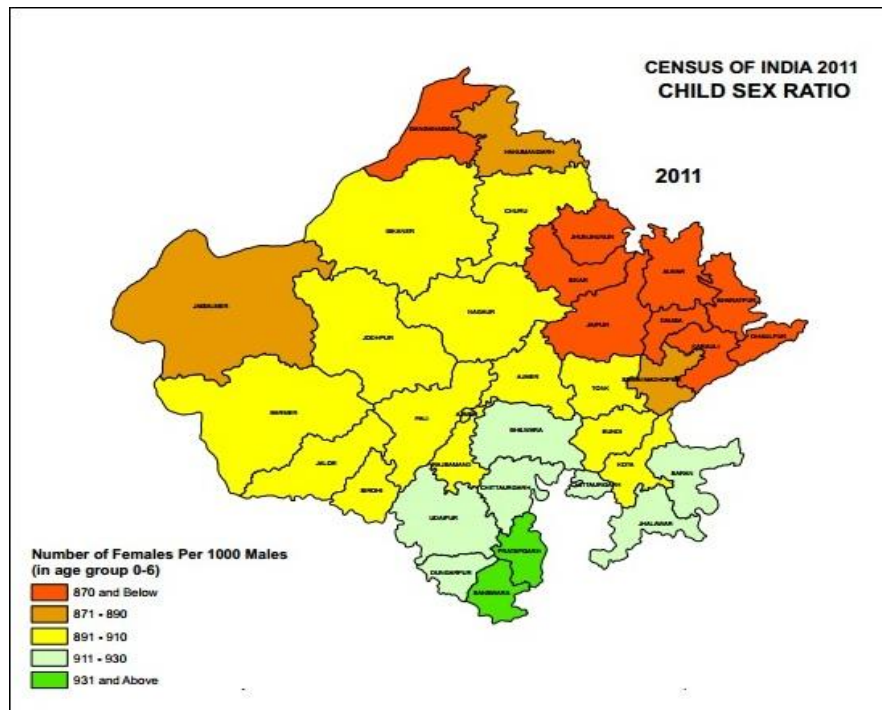 CENSUS OF INDIA 2011
CHILD SEX RATIO
2011
GANGANAGAR
HANUMANGARH
CHURU
BIKANER
JHUNJHUNUN
SIKAR
ALWAR
BHARATPUR
JAISALMER
NAGAUR
JAIPUR
DAUSA
DHAULPUR
KARAULI
JODHPUR
AJMER
TONK
BARMER
PALI
BHILWARA
BUNDI
JALOR
RAJSAMAND
KOTA
SIROHI
CHITTAURGARH
CHITTAURGARH
BARAN
UDAIPUR
JHALAWAR
PRATAPGARH
DUNGARPUR
BANSWARA
Number of Females Per 1000 Males
(in age group 0-6)
870 and Below
871 - 890
891 - 910
911 - 930
931 and Above